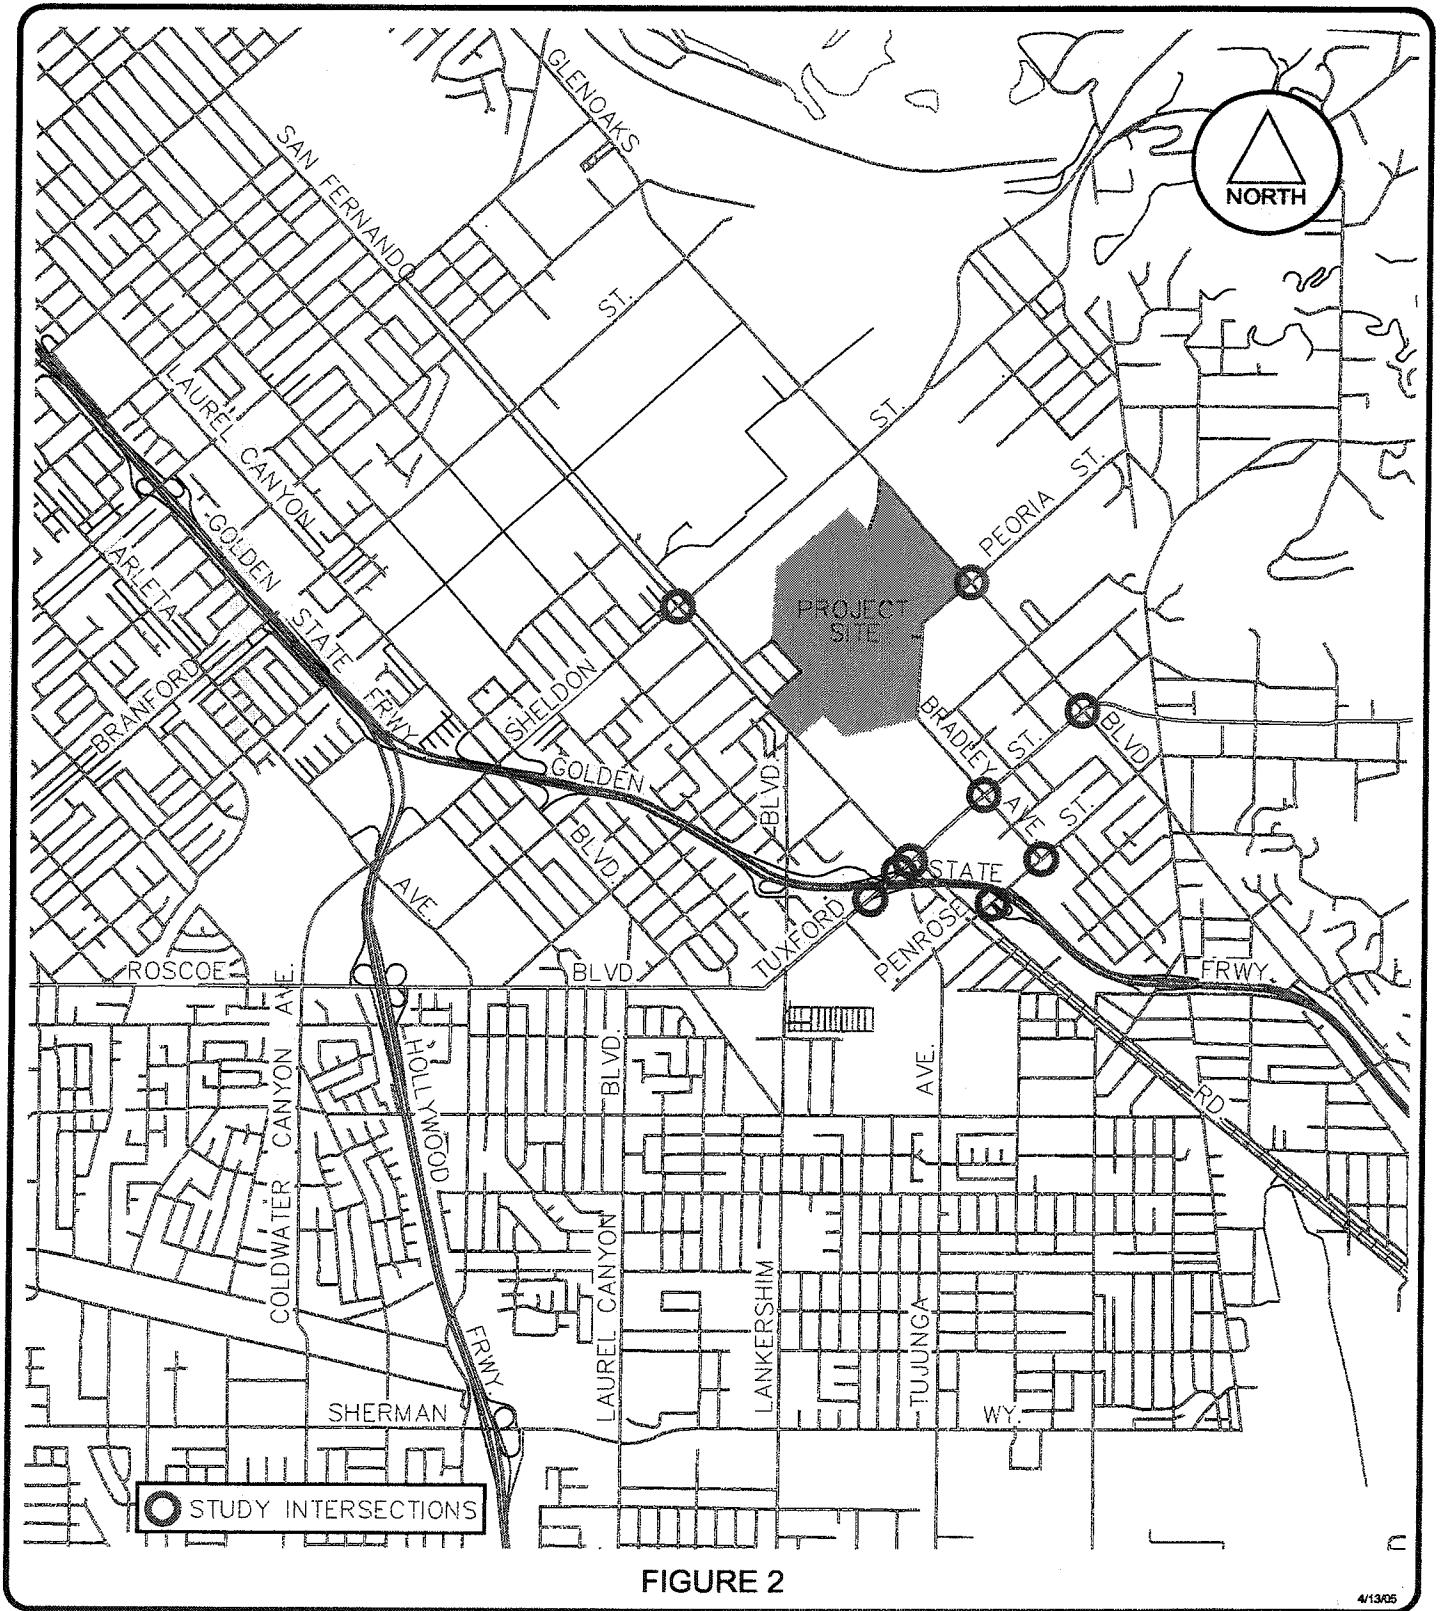 GLENOAKS
SAN FERNANDO
NORTH
ST.
LAUREL CANYON
ST.
PEORIA ST.
GOLDEN STATE FRWY.
ARLETA
BRANFORD
PROJECT
SITE
SHELDON
BRADLEY AVE.
ST.
BLVD.
GOLDEN
BLVD.
BLVD.
ST.
STATE
AVE.
TUXFORD
PENROSE
ROSCOE
BLVD.
FRWY.
COLDWATER CANYON AVE.
HOLLYWOOD
BLVD.
AVE.
RD.
LAUREL CANYON
LANKERSHIM
TUJUNGA
FRWY.
SHERMAN
WY.
STUDY INTERSECTIONS
FIGURE 2
4/13/05